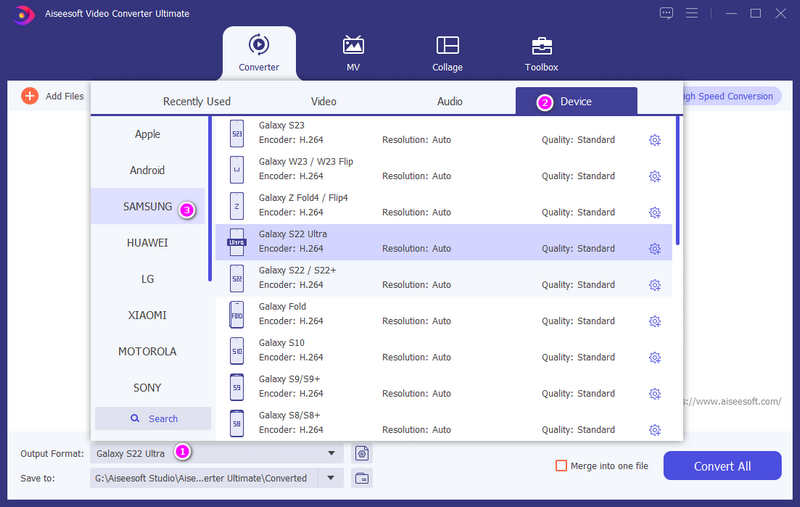 Aiseesoft Video Converter Ultimate
Converter
MV
Collage
Toolbox
Add Files
igh Speed Conversion
Recently Used
Video
Audio
2
Device
Apple
Android
SAMSUNG
3
HUAWEI
LG
XIAOMI
MOTOROLA
SONY
Search
S23
Galaxy S23
Encoder: H.264
Resolution: Auto
Quality: Standard
W
Galaxy W23 / W23 Flip
Encoder: H.264
Resolution: Auto
Quality: Standard
Z
Galaxy Z Fold4 / Flip4
Encoder: H.264
Resolution: Auto
Quality: Standard
Ultra
Galaxy S22 Ultra
Encoder: H.264
Resolution: Auto
Quality: Standard
S22
Galaxy S22 / S22+
Encoder: H.264
Resolution: Auto
Quality: Standard
FOLD
Galaxy Fold
Encoder: H.264
Resolution: Auto
Quality: Standard
S10
Galaxy S10
Encoder: H.264
Resolution: Auto
Quality: Standard
S9
Galaxy S9/S9+
Encoder: H.264
Resolution: Auto
Quality: Standard
S8
Galaxy S8/S8+
Encoder: H.264
Resolution: Auto
Quality: Standard
s://www.aiseesoft.com/
Output Format:
Galaxy S22 Ultra
1
Save to:
G:\Aiseesoft Studio\Aise...erter Ultimate\Converted
Merge into one file
Convert All